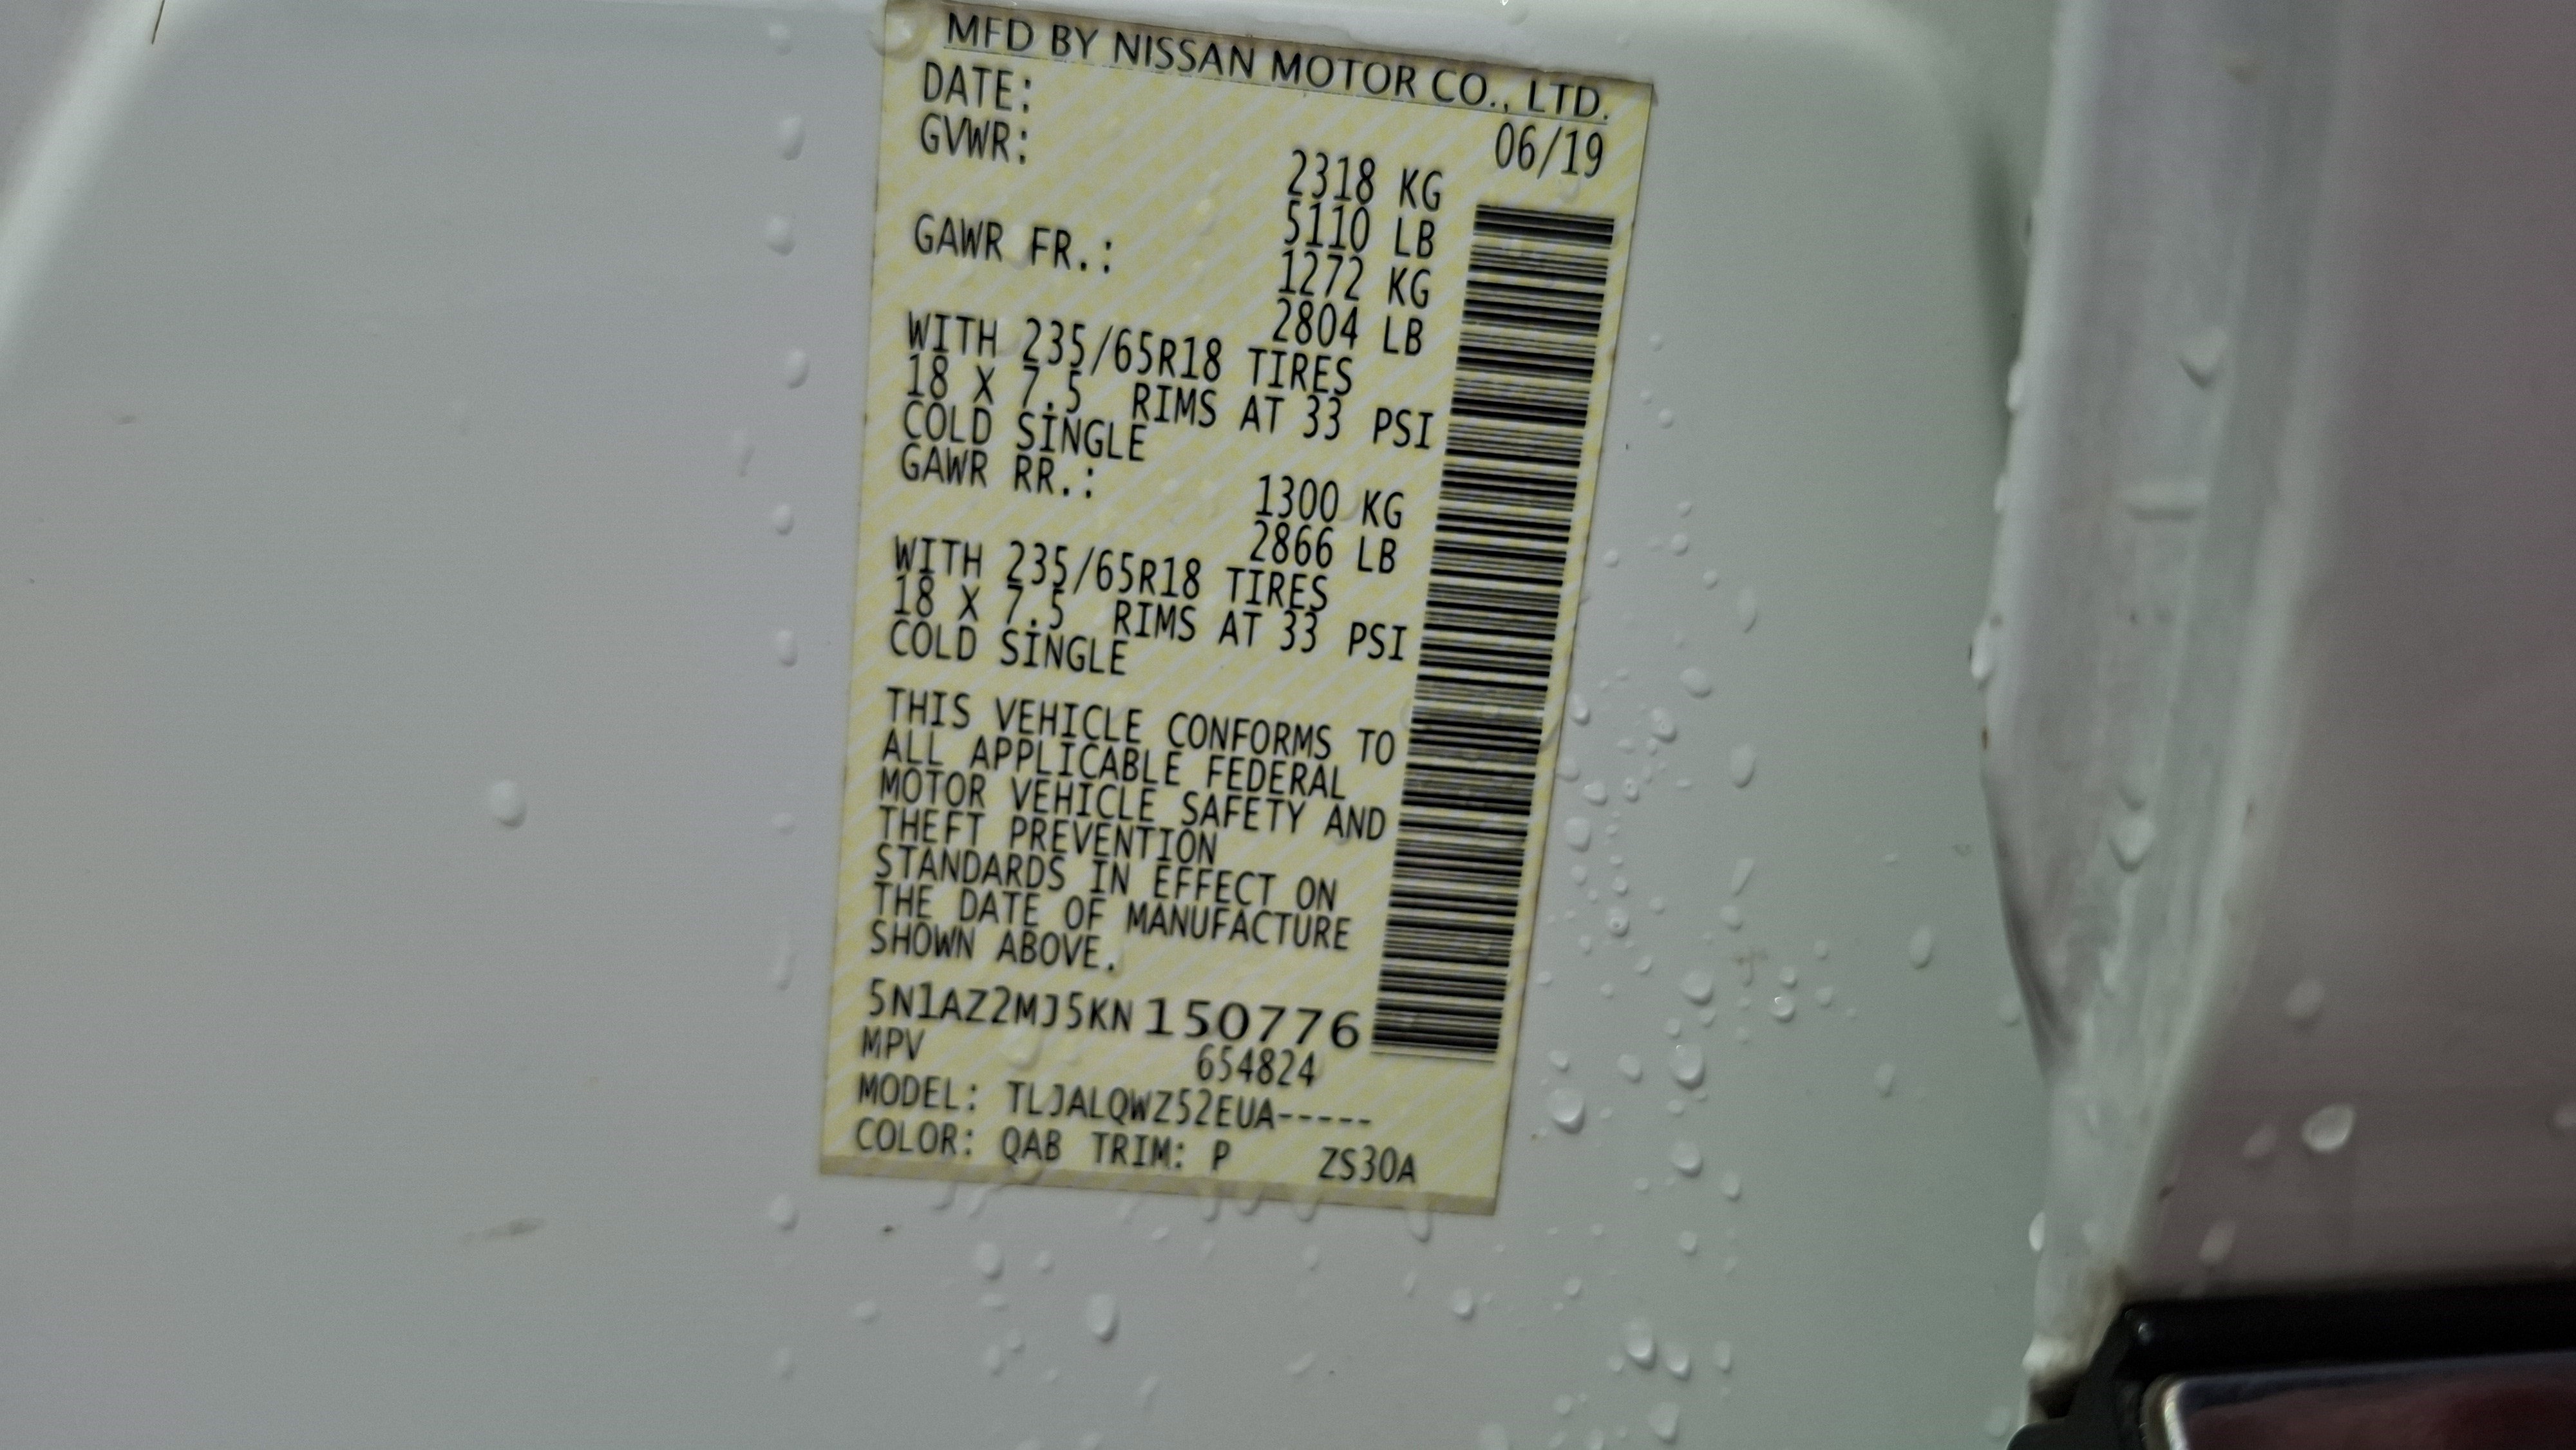 MFD BY NISSAN MOTOR CO., LTD.
DATE: 06/19
GVWR: 2318 KG
5110 LB
GAWR FR.: 1272 KG
2804 LB
WITH 235/65R18 TIRES
18 X 7.5 RIMS AT 33 PSI
COLD SINGLE
GAWR RR.: 1300 KG
2866 LB
WITH 235/65R18 TIRES
18 X 7.5 RIMS AT 33 PSI
COLD SINGLE
THIS VEHICLE CONFORMS TO
ALL APPLICABLE FEDERAL
MOTOR VEHICLE SAFETY AND
THEFT PREVENTION
STANDARDS IN EFFECT ON
THE DATE OF MANUFACTURE
SHOWN ABOVE.
5N1AZ2MJ5KN150776
MPV 654824
MODEL: TLJALQWZ52EUA-----
COLOR: QAB TRIM: P ZS30A